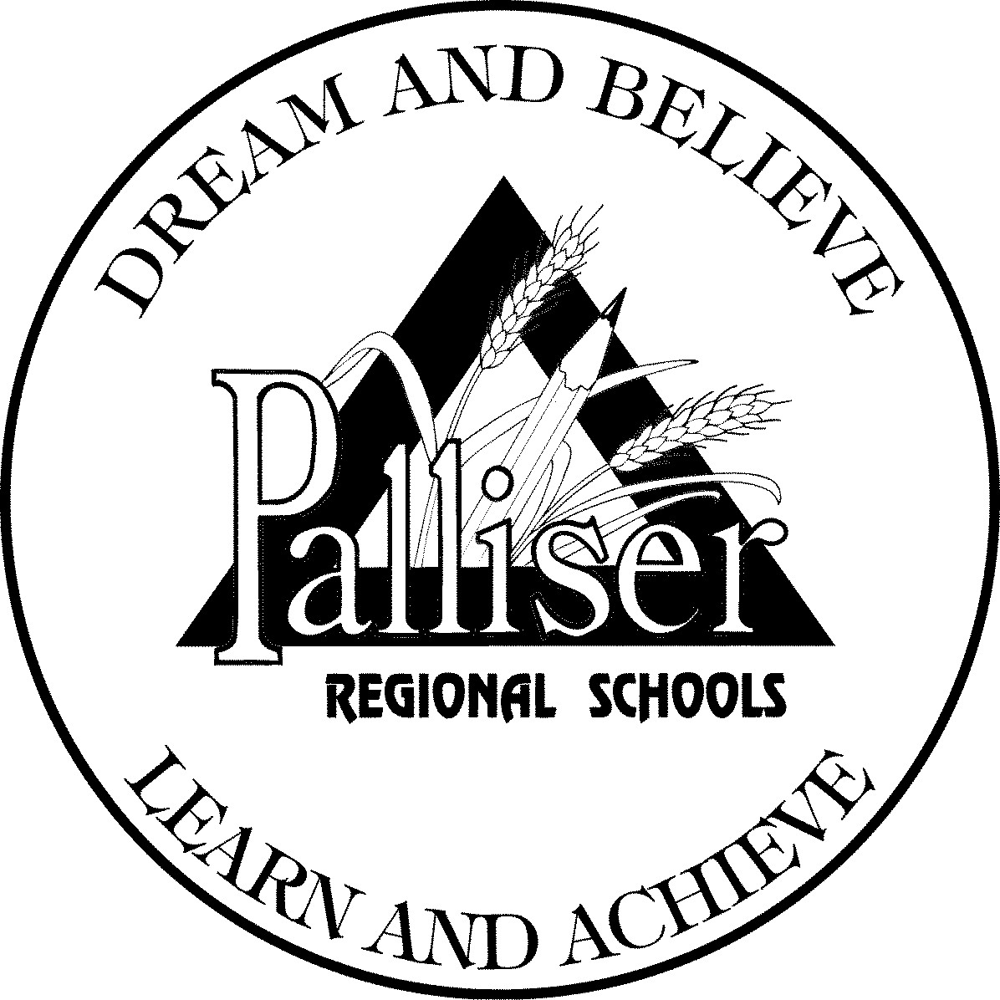 DREAM AND BELIEVE
Palliser
REGIONAL SCHOOLS
LEARN AND ACHIEVE